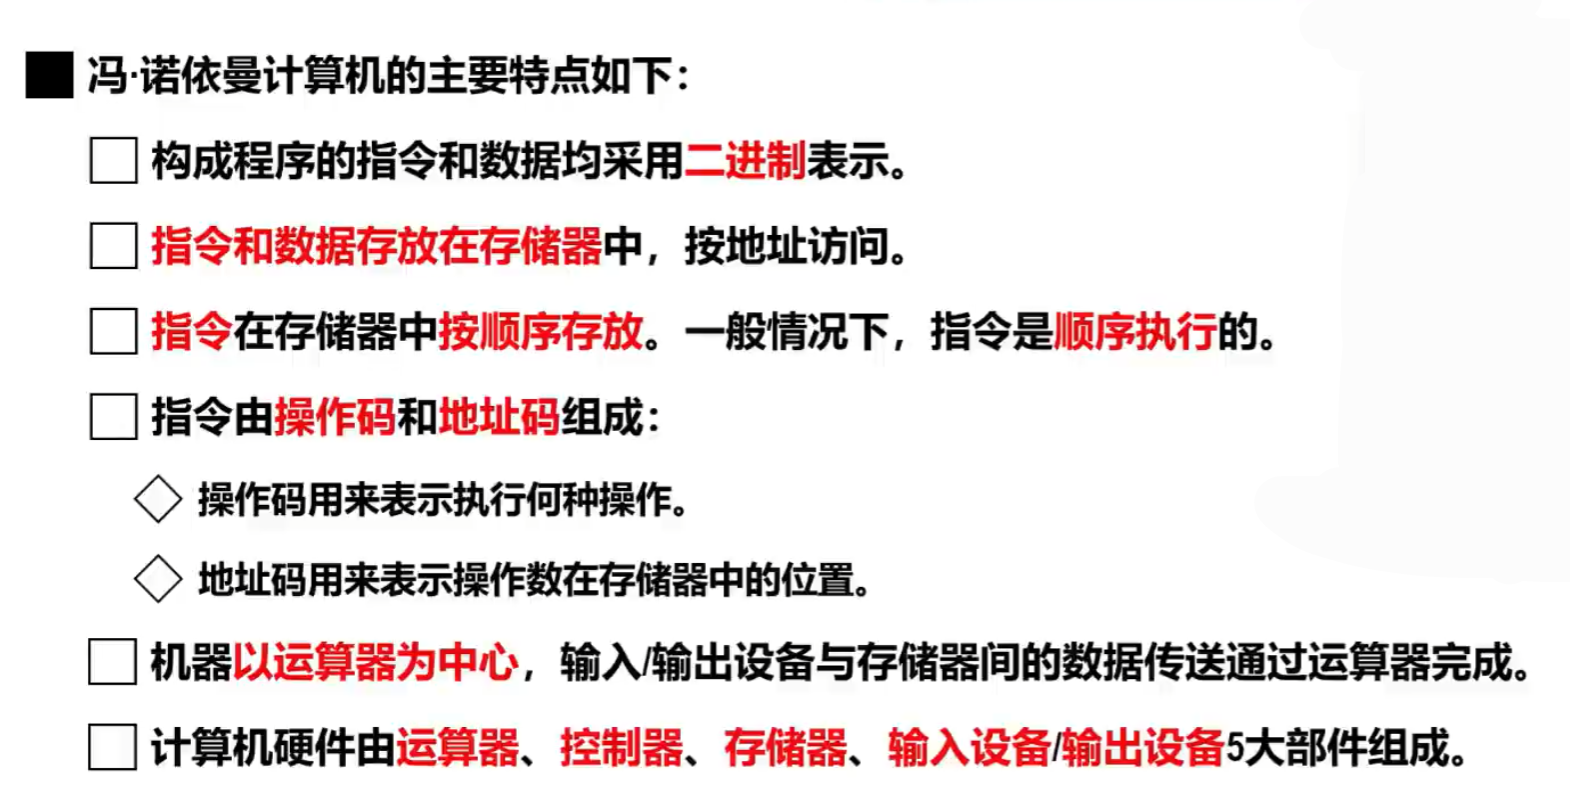 冯·诺依曼计算机的主要特点如下：
构成程序的指令和数据均采用二进制表示。
指令和数据存放在存储器中，按地址访问。
指令在存储器中按顺序存放。一般情况下，指令是顺序执行的。
指令由操作码和地址码组成：
操作码用来表示执行何种操作。
地址码用来表示操作数在存储器中的位置。
机器以运算器为中心，输入/输出设备与存储器间的数据传送通过运算器完成。
计算机硬件由运算器、控制器、存储器、输入设备/输出设备5大部件组成。